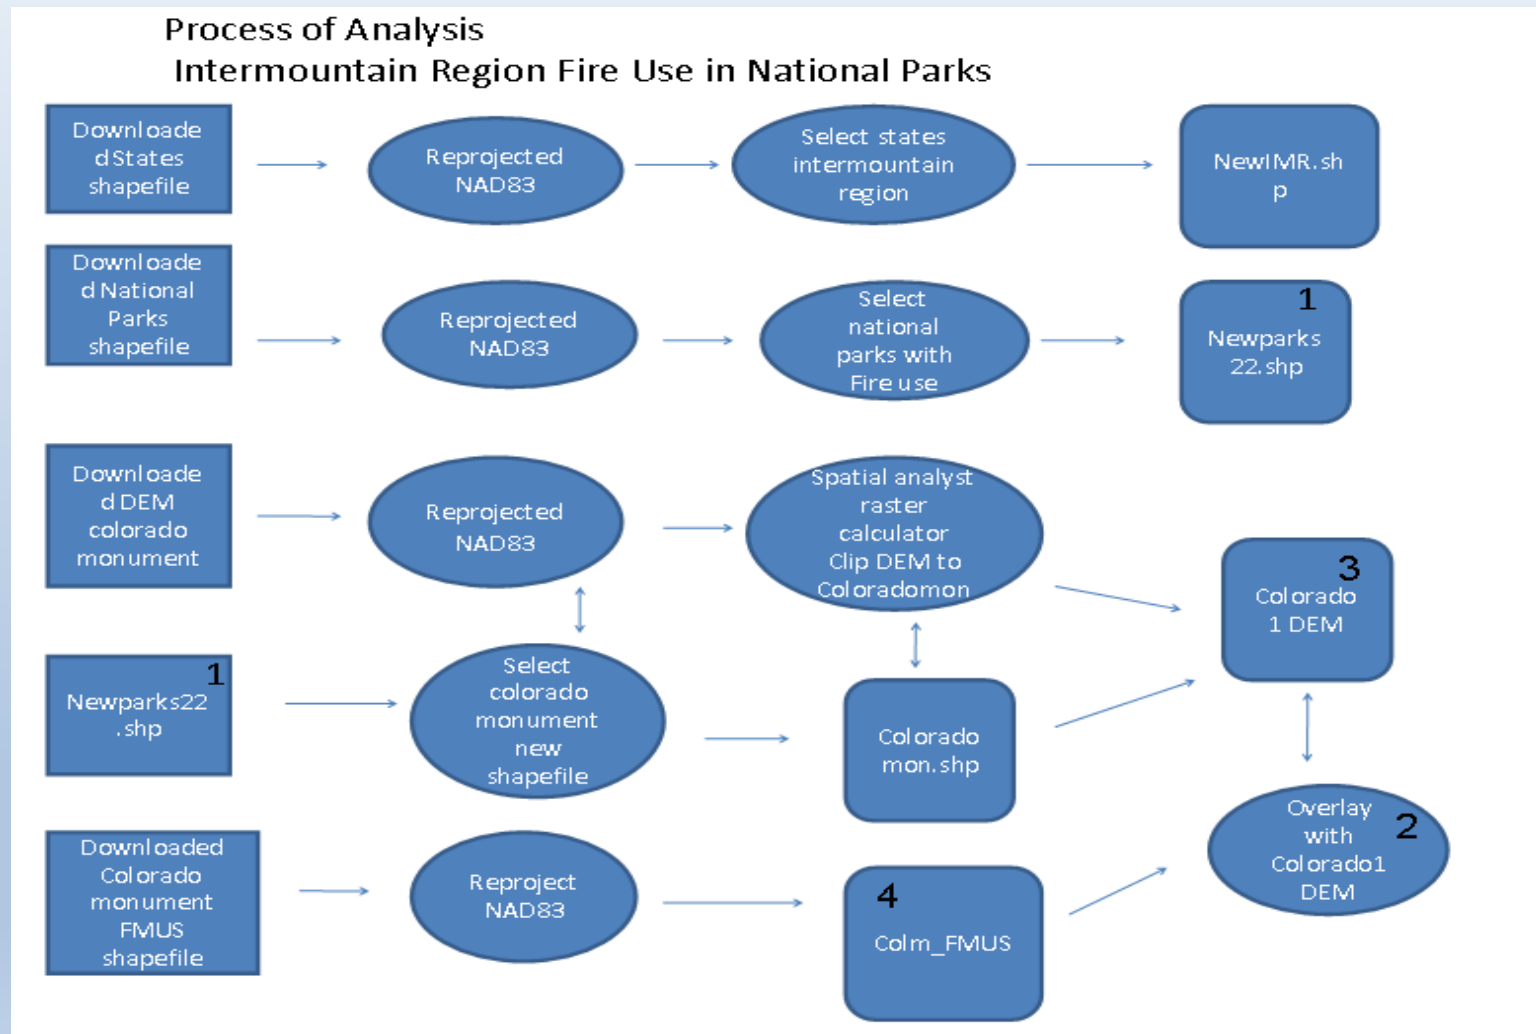 Process of Analysis
Intermountain Region Fire Use in National Parks
Downloade
d States
shapefile
Reprojected
NAD83
Select states
intermountain
region
NewIMR.sh
p
Downloade
d National
Parks
shapefile
Reprojected
NAD83
Select
national
parks with
Fire use
1
Newparks
22.shp
Downloade
d DEM
colorado
monument
Reprojected
NAD83
Spatial analyst
raster
calculator
Clip DEM to
Coloradomon
3
Colorado
1 DEM
1
Newparks22
.shp
Select
colorado
monument
new
shapefile
Colorado
mon.shp
Overlay
with
Colorado1
DEM
2
Downloaded
Colorado
monument
FMUS
shapefile
Reproject
NAD83
4
Colm_FMUS